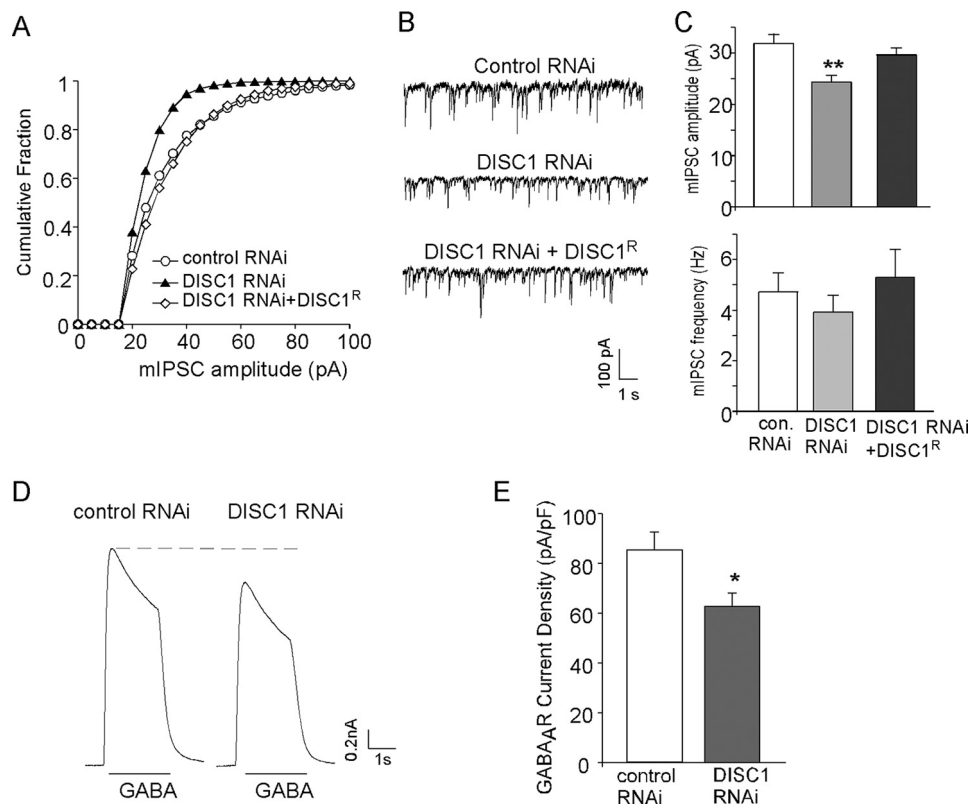 A
Cumulative Fraction
1
0.8
0.6
0.4
0.2
0
0
20
40
60
80
100
control RNAi
DISC1 RNAi
DISC1 RNAi+DISC1ᴿ
mIPSC amplitude (pA)
B
Control RNAi
DISC1 RNAi
DISC1 RNAi + DISC1ᴿ
100 pA
1 s
C
mIPSC amplitude (pA)
30
20
0
**
mIPSC frequency (Hz)
6
4
2
0
con.
RNAi
DISC1
RNAi
DISC1 RNAi
+DISC1ᴿ
D
control RNAi
DISC1 RNAi
GABA
GABA
0.2nA
1s
E
GABAAR Current Density (pA/pF)
80
60
0
*
control
RNAi
DISC1
RNAi